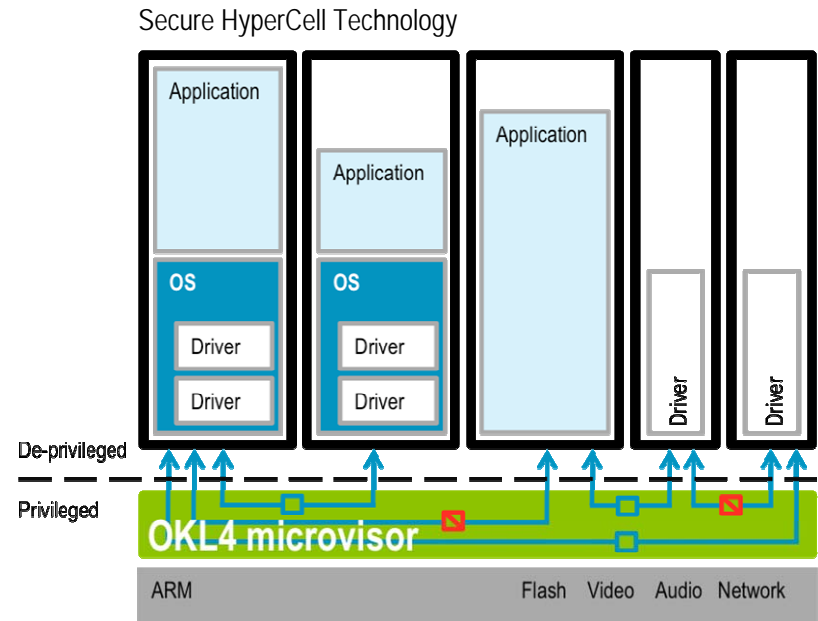 Secure HyperCell Technology
Application
OS
Driver
Driver
Application
OS
Driver
Driver
Application
Driver
Driver
De-privileged
Privileged
OKL4 microvisor
ARM Flash Video Audio Network